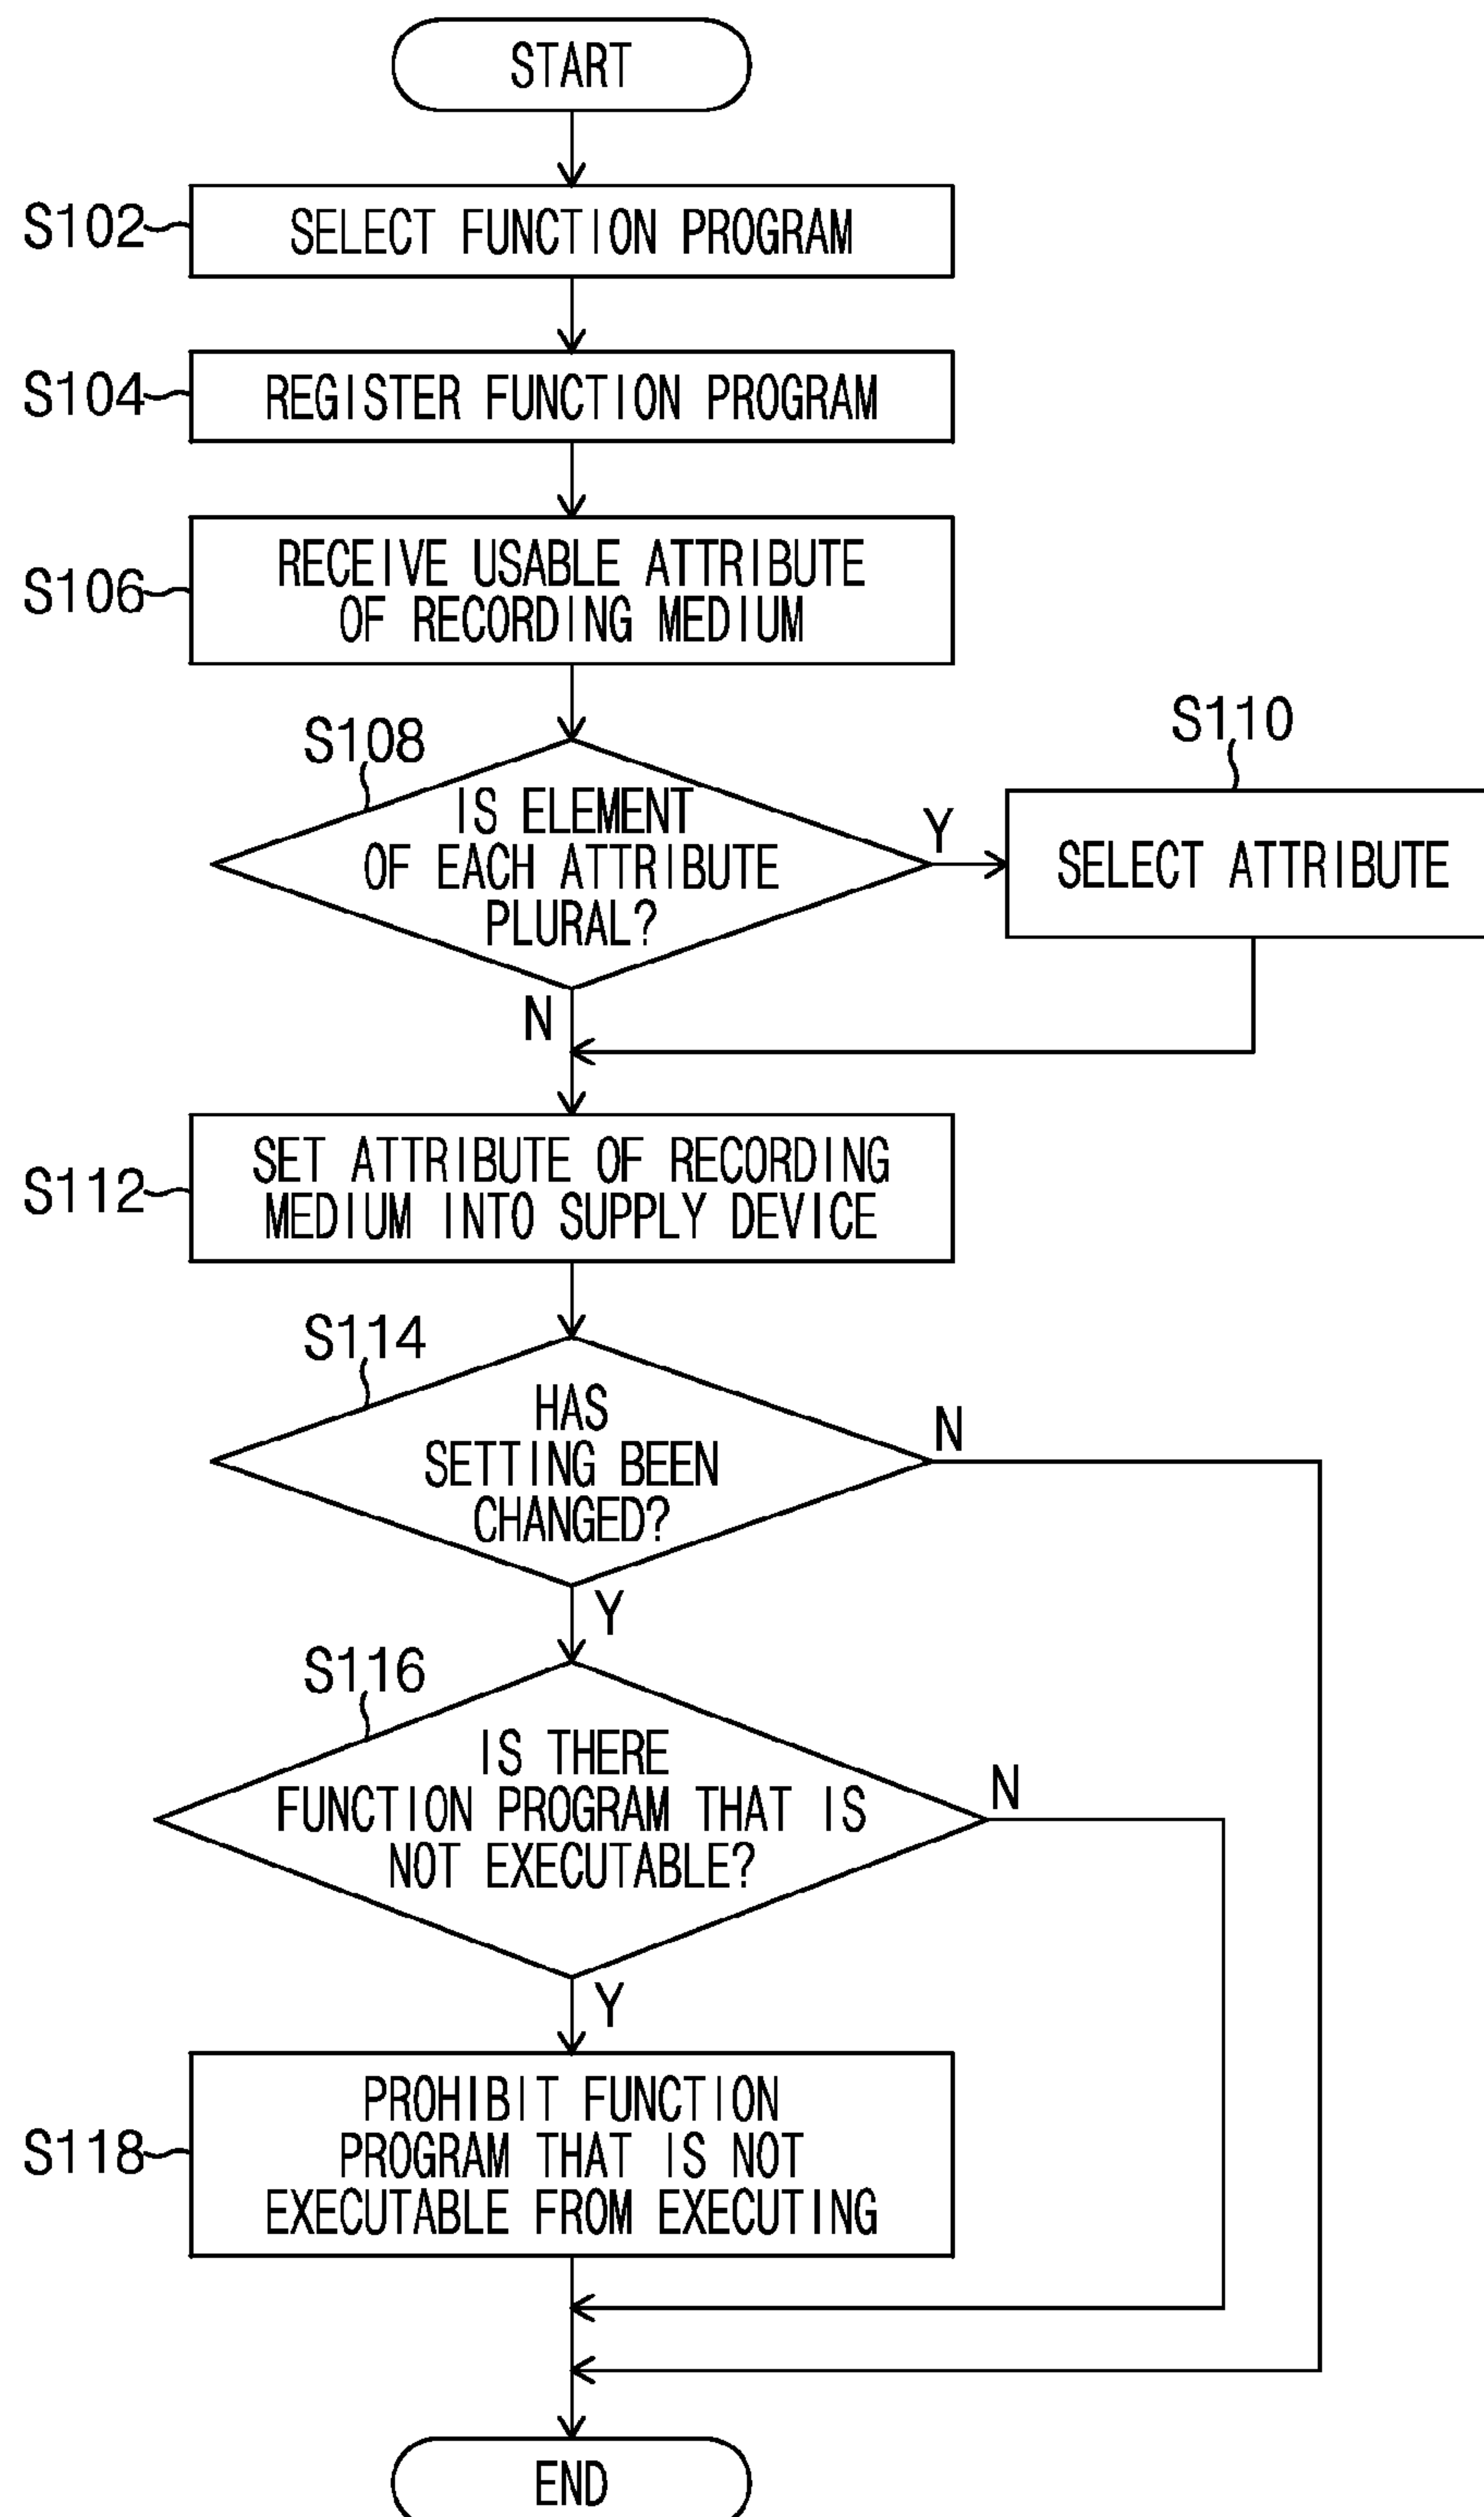 START
S102
SELECT FUNCTION PROGRAM
S104
REGISTER FUNCTION PROGRAM
S106
RECEIVE USABLE ATTRIBUTE
OF RECORDING MEDIUM
S108
IS ELEMENT
OF EACH ATTRIBUTE
PLURAL?
Y
S110
SELECT ATTRIBUTE
N
S112
SET ATTRIBUTE OF RECORDING
MEDIUM INTO SUPPLY DEVICE
S114
HAS
SETTING BEEN
CHANGED?
N
Y
S116
IS THERE
FUNCTION PROGRAM THAT IS
NOT EXECUTABLE?
N
Y
S118
PROHIBIT FUNCTION
PROGRAM THAT IS NOT
EXECUTABLE FROM EXECUTING
END